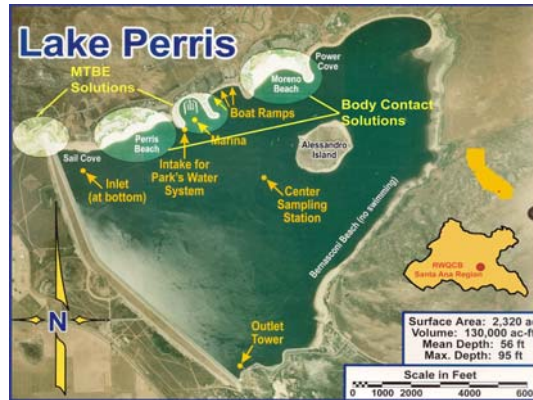 Lake Perris
MTBE
Solutions
Power
Cove
Moreno
Beach
Boat Ramps
Body Contact
Solutions
Marina
Perris
Beach
Alessandro
Island
Sail Cove
Intake for
Park's Water
System
Inlet
(at bottom)
Center
Sampling
Station
Bernasconi Beach (no swimming)
RWQCB
Santa Ana Region
N
Outlet
Tower
Surface Area: 2,320 a
Volume: 130,000 ac-f
Mean Depth: 56 ft
Max. Depth: 95 ft
Scale in Feet
0 2000 4000 600